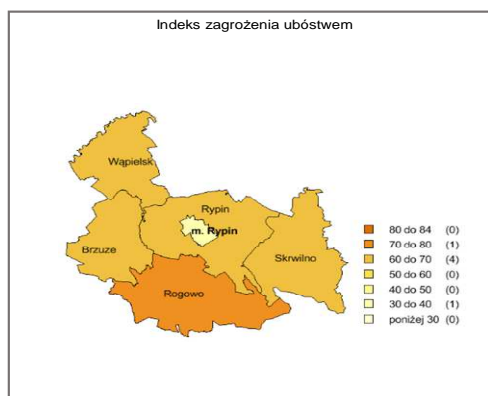 Indeks zagrożenia ubóstwem
Wąpielsk
Rypin
m. Rypin
Brzuze
Skrwilno
Rogowo
80 do 84 (0)
70 do 80 (1)
60 do 70 (4)
50 do 60 (0)
40 do 50 (0)
30 do 40 (1)
poniżej 30 (0)